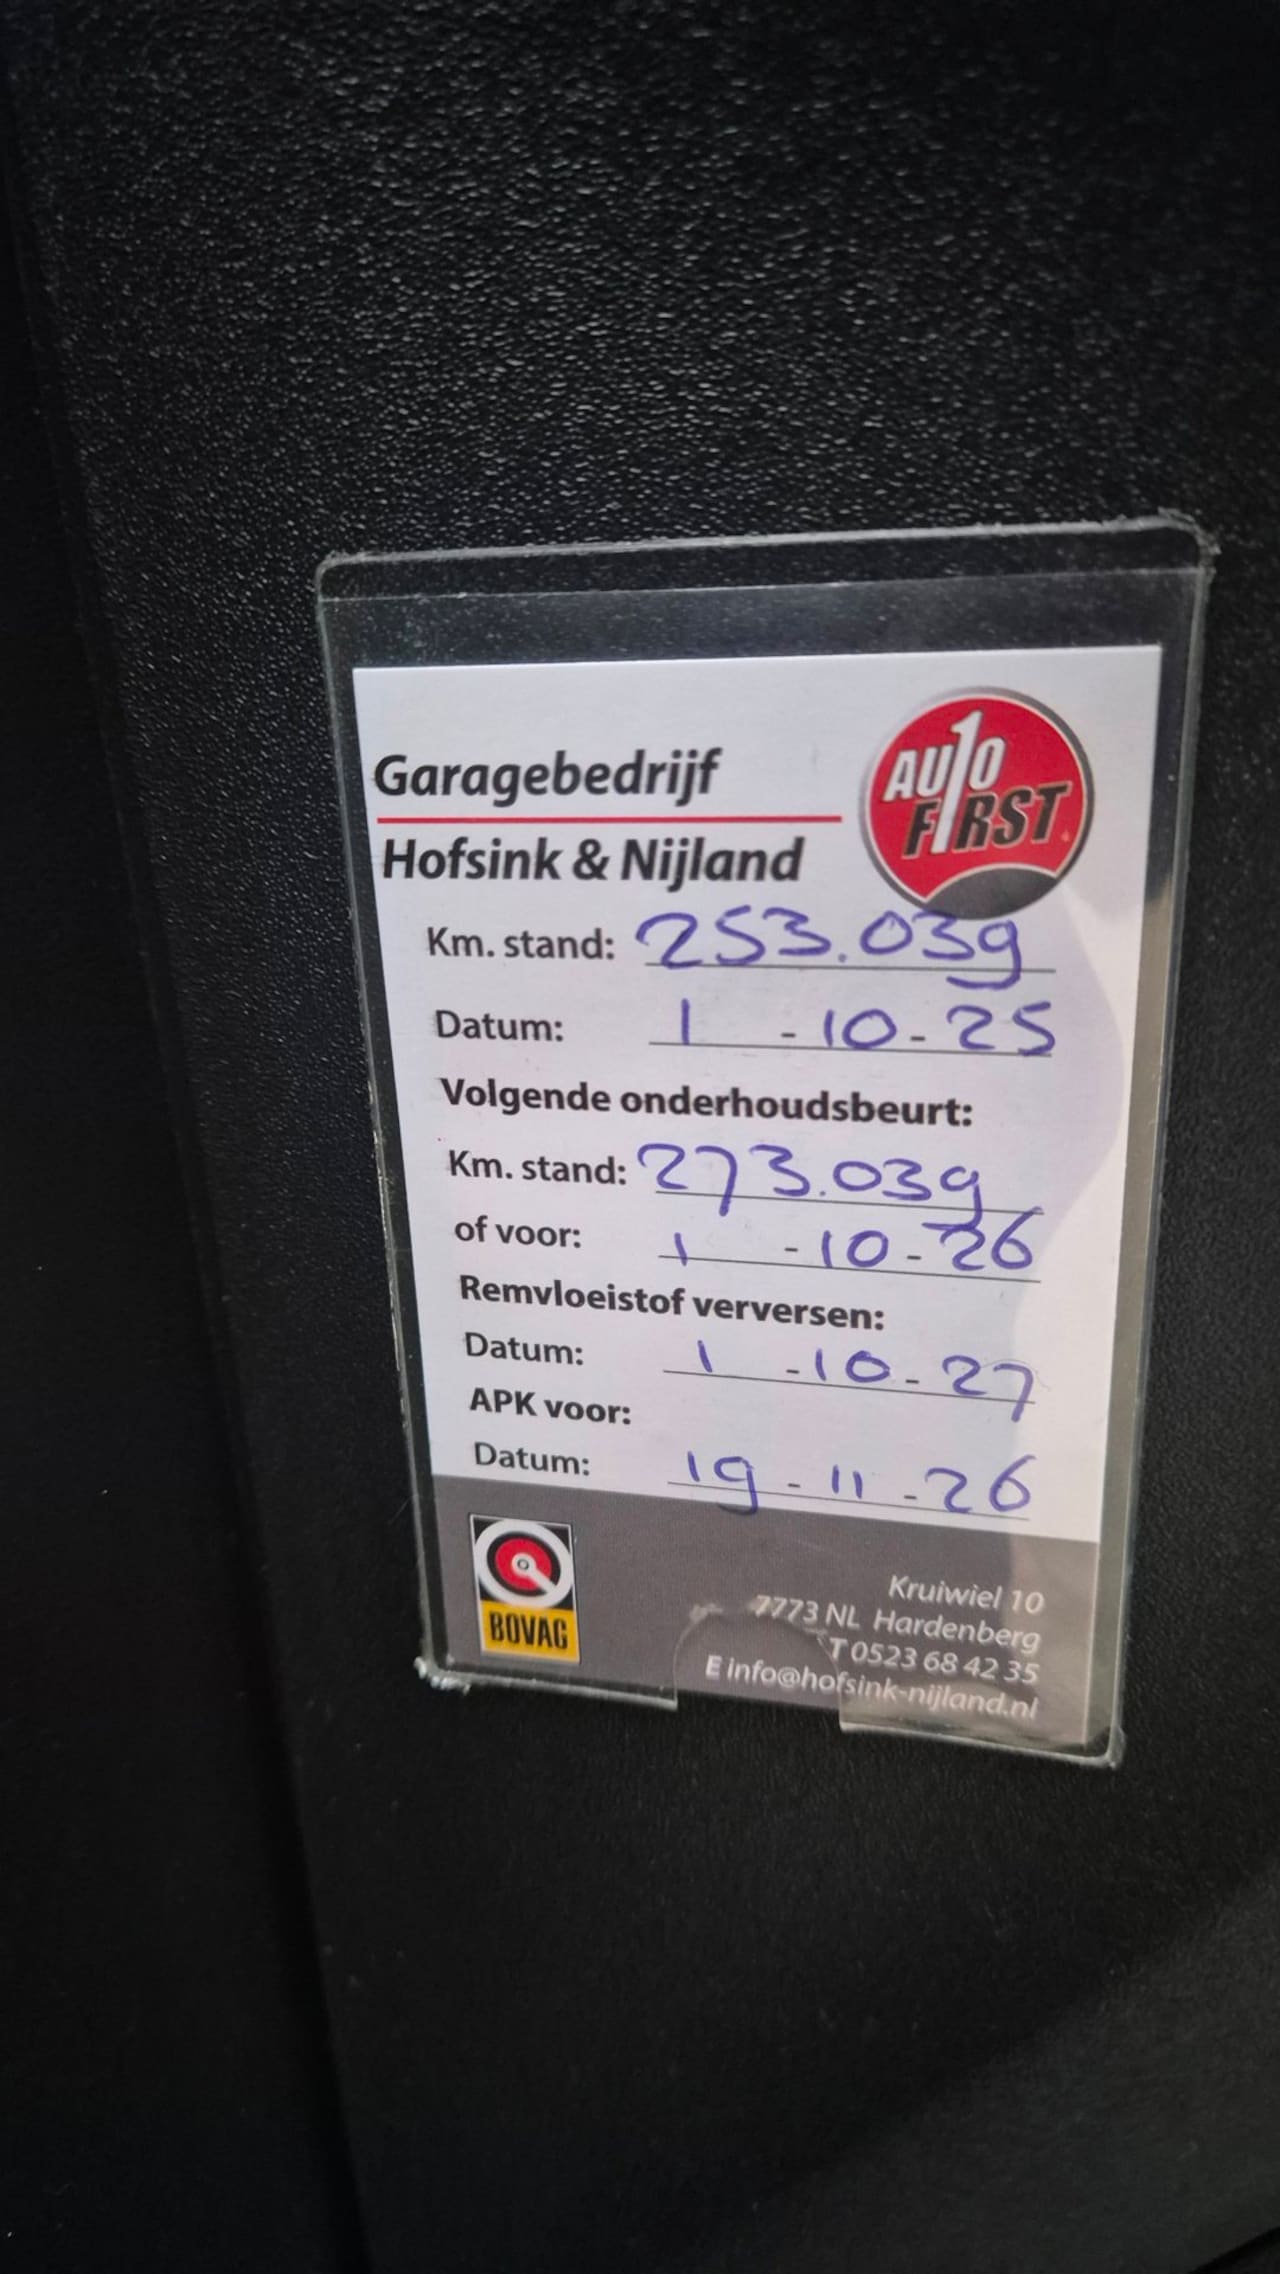 Garagebedrijf
Hofsink & Nijland
AUTO
FIRST
Km. stand: 253.039
Datum: 1 - 10 - 25
Volgende onderhoudsbeurt:
Km. stand: 273.039
of voor: 1 - 10 - 26
Remvloeistof verversen:
Datum: 1 - 10 - 27
APK voor:
Datum: 19 - 11 - 26
BOVAG
Kruiwiel 10
7773 NL Hardenberg
T 0523 68 42 35
E info@hofsink-nijland.nl